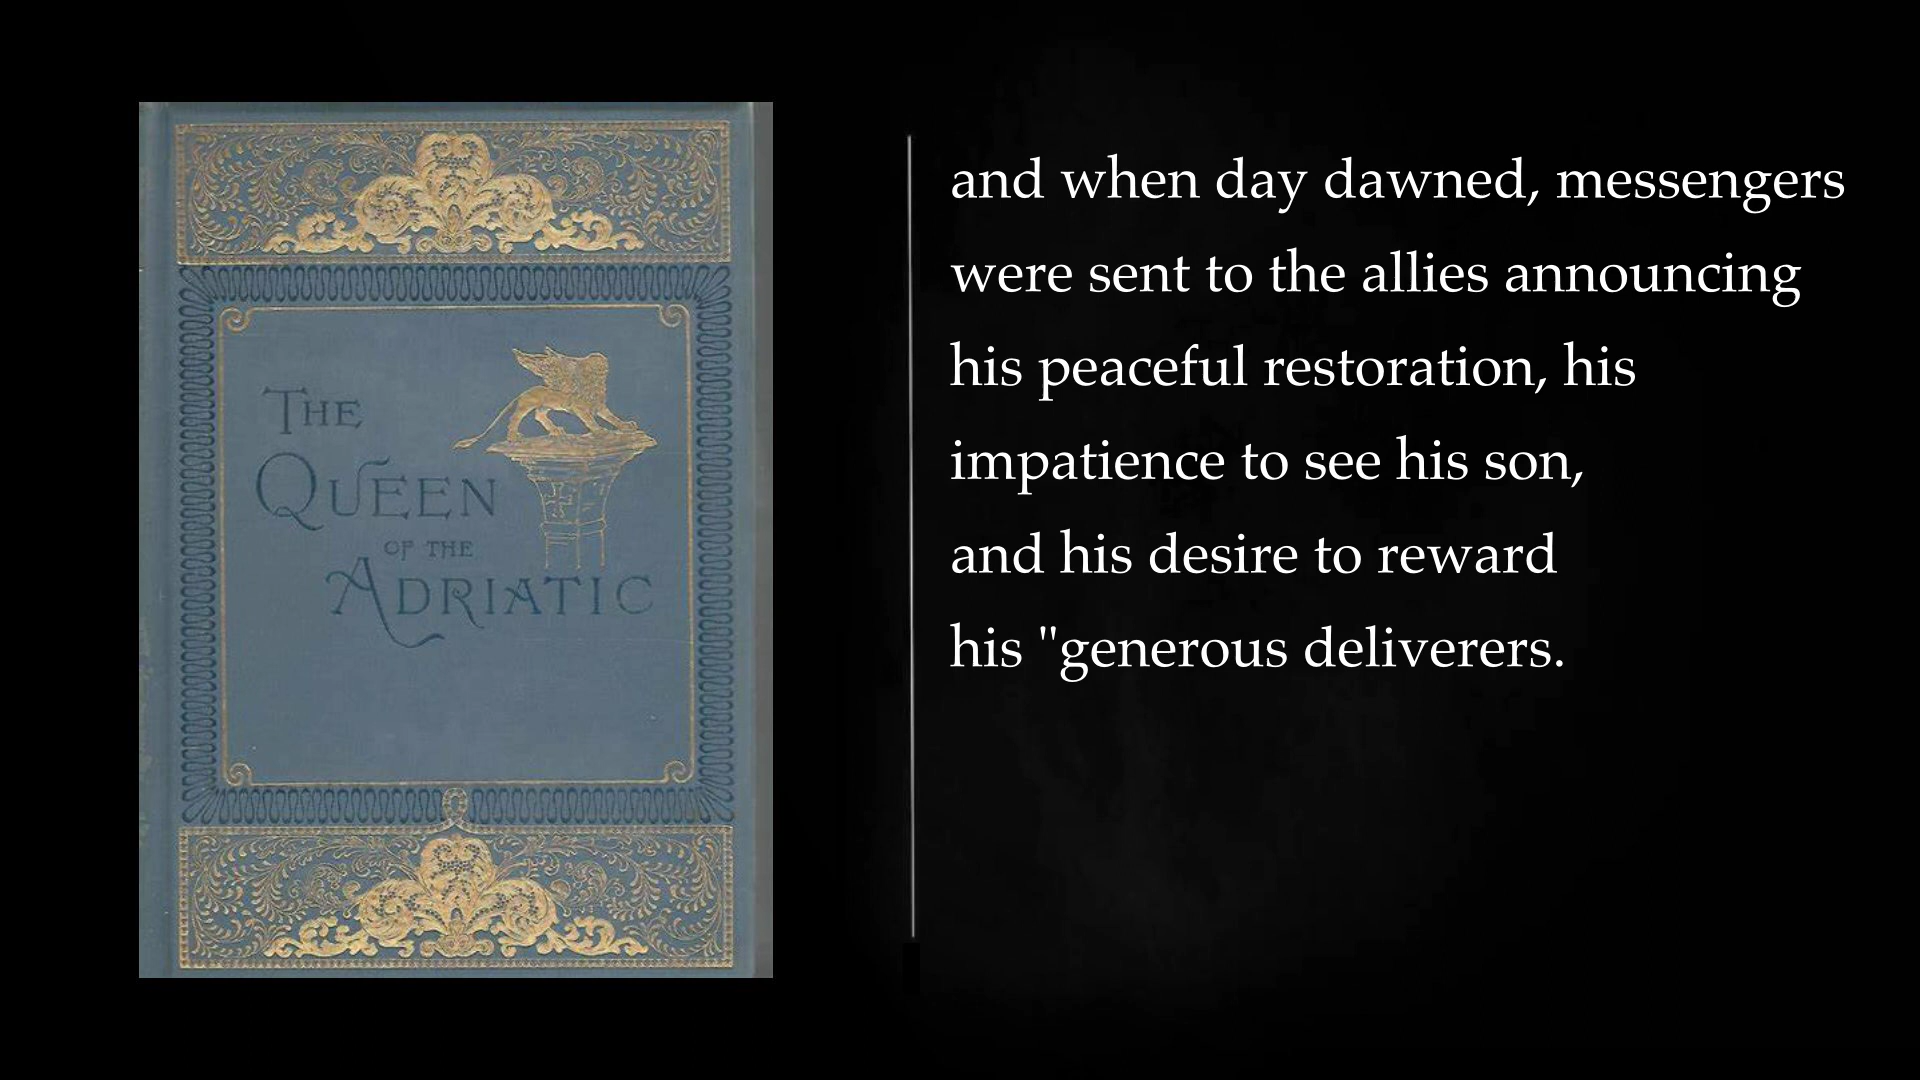 THE
QUEEN
OF THE
ADRIATIC
and when day dawned, messengers
were sent to the allies announcing
his peaceful restoration, his
impatience to see his son,
and his desire to reward
his "generous deliverers.